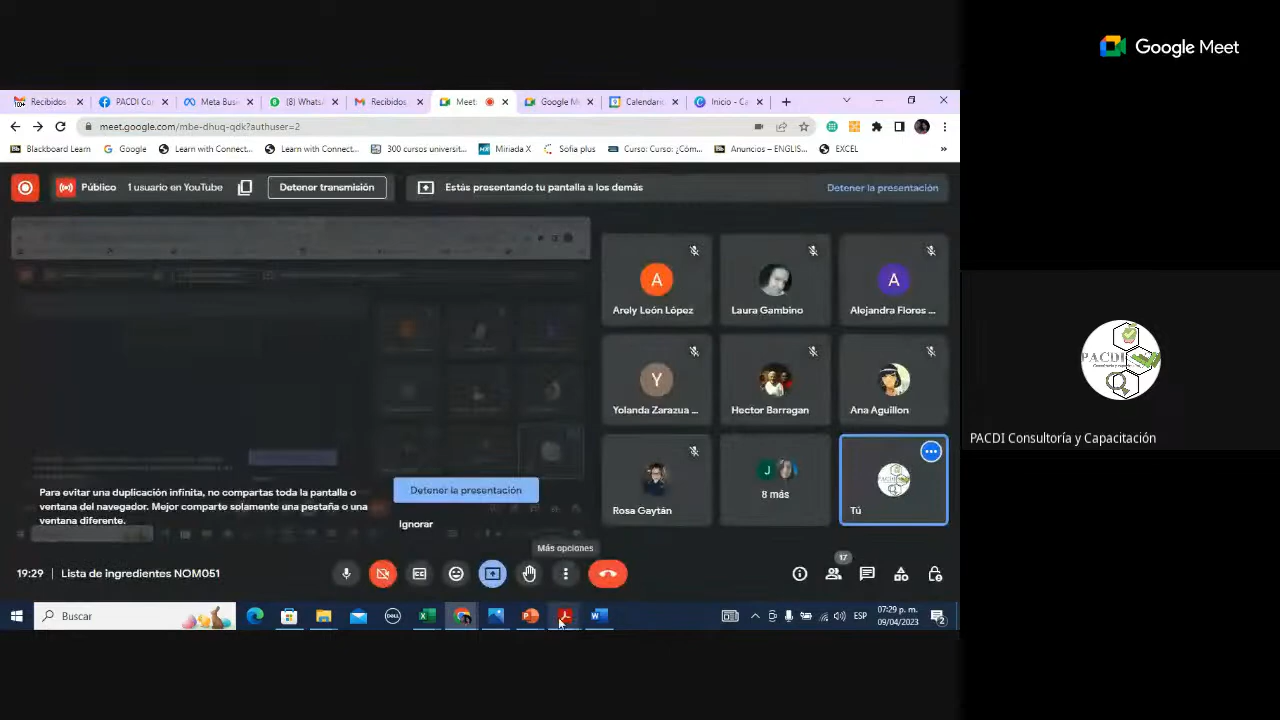 Google Meet
Recibidos
PACDI Co
Meta Bus
(8) Whats
Recibidos
Meet
Google M
Calendari
Inicio - Ca
meet.google.com/mbe-dhuq-qdk?authuser=2
Blackboard Learn
Google
Learn with Connect...
Learn with Connect...
300 cursos universit...
Miriada X
Sofia plus
Curso: Curso: ¿Cóm...
Anuncios – ENGLIS...
EXCEL
Público
1 usuario en YouTube
Detener transmisión
Estás presentando tu pantalla a los demás
Detener la presentación
A
Arely León López
Laura Gambino
A
Alejandra Flores ...
Y
Yolanda Zarazua ...
Hector Barragan
Ana Aguillon
Rosa Gaytán
J
8 más
Tú
PACDI
PACDI Consultoría y Capacitación
Para evitar una duplicación infinita, no compartas toda la pantalla o
ventana del navegador. Mejor comparte solamente una pestaña o una
ventana diferente.
Detener la presentación
Ignorar
Más opciones
19:29 | Lista de ingredientes NOM051
17
Buscar
ESP
07:29 p. m.
09/04/2023
2